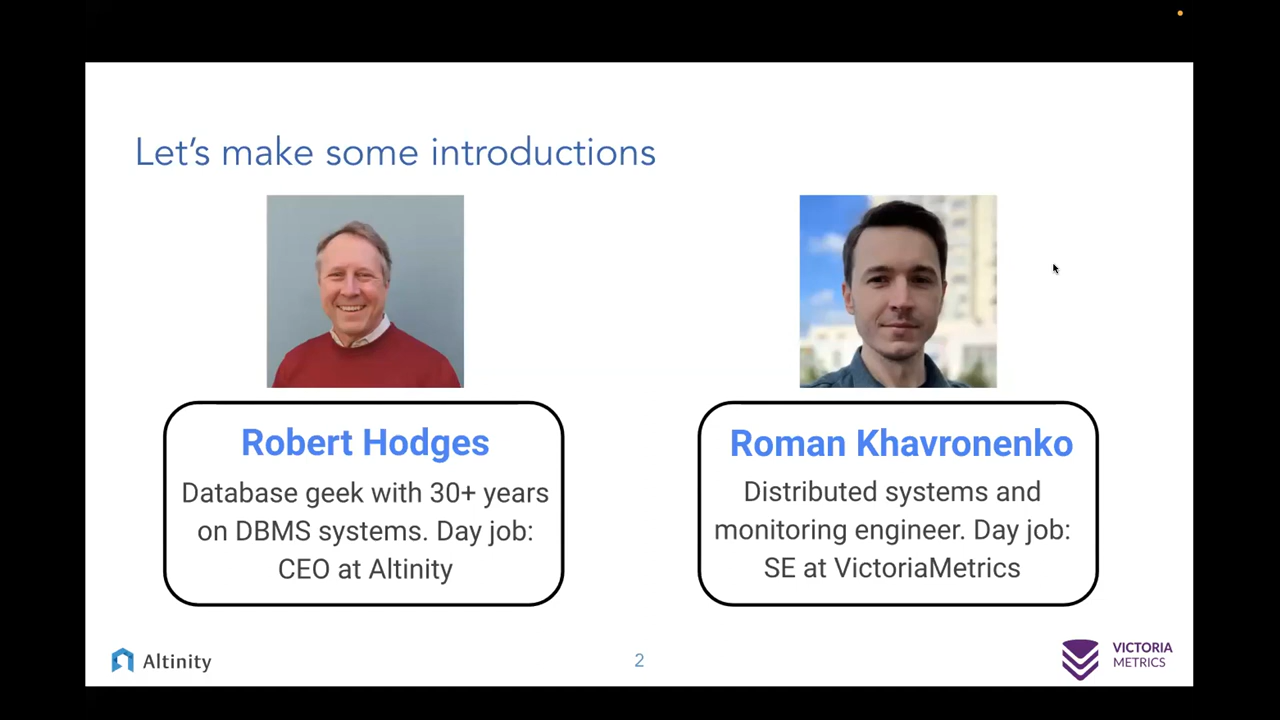 Let's make some introductions
Robert Hodges
Database geek with 30+ years
on DBMS systems. Day job:
CEO at Altinity
Roman Khavronenko
Distributed systems and
monitoring engineer. Day job:
SE at VictoriaMetrics
Altinity
2
VICTORIA
METRICS